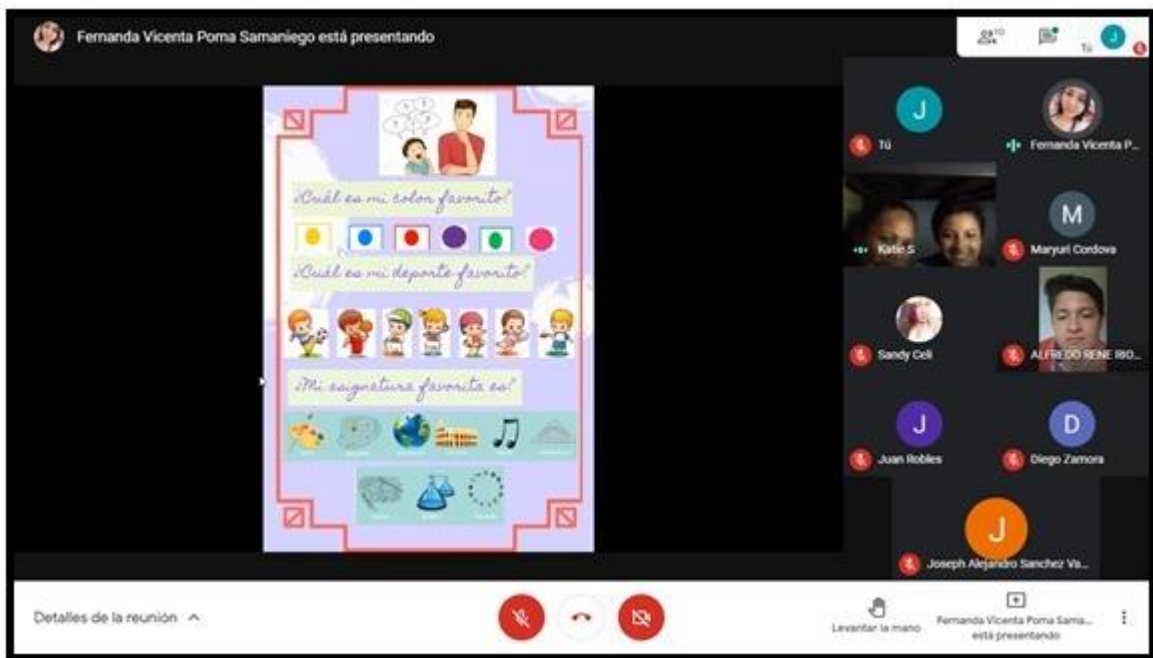 Fernanda Vicenta Poma Samaniego está presentando
10
Tú
J
J
Tú
Fernanda Vicenta P...
Katie S
M
Maryuri Cordova
Sandy Celi
ALFREDO RENE RIO...
J
Juan Robles
D
Diego Zamora
J
Joseph Alejandro Sanchez Va...
¿Cuál es mi color favorito?
¿Cuál es mi deporte favorito?
¿Mi asignatura favorita es?
Detalles de la reunión
Levantar la mano
Fernanda Vicenta Poma Sama...
está presentando